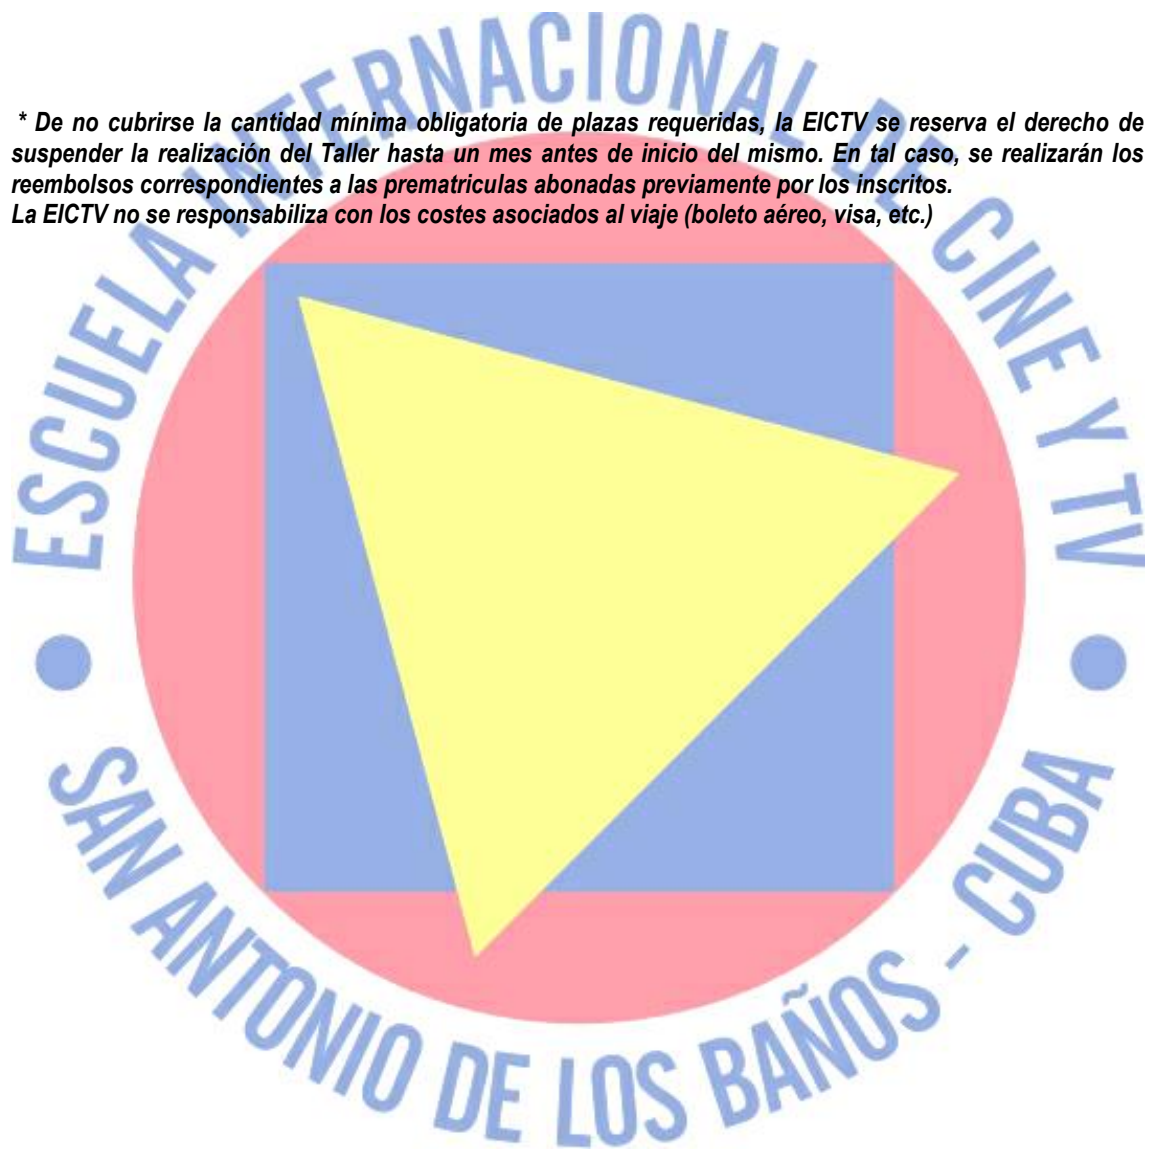 * De no cubrirse la cantidad mínima obligatoria de plazas requeridas, la EICTV se reserva el derecho de
suspender la realización del Taller hasta un mes antes de inicio del mismo. En tal caso, se realizarán los
reembolsos correspondientes a las prematriculas abonadas previamente por los inscritos.
La EICTV no se responsabiliza con los costes asociados al viaje (boleto aéreo, visa, etc.)
ESCUELA INTERNACIONAL DE CINE Y TV
SAN ANTONIO DE LOS BAÑOS - CUBA